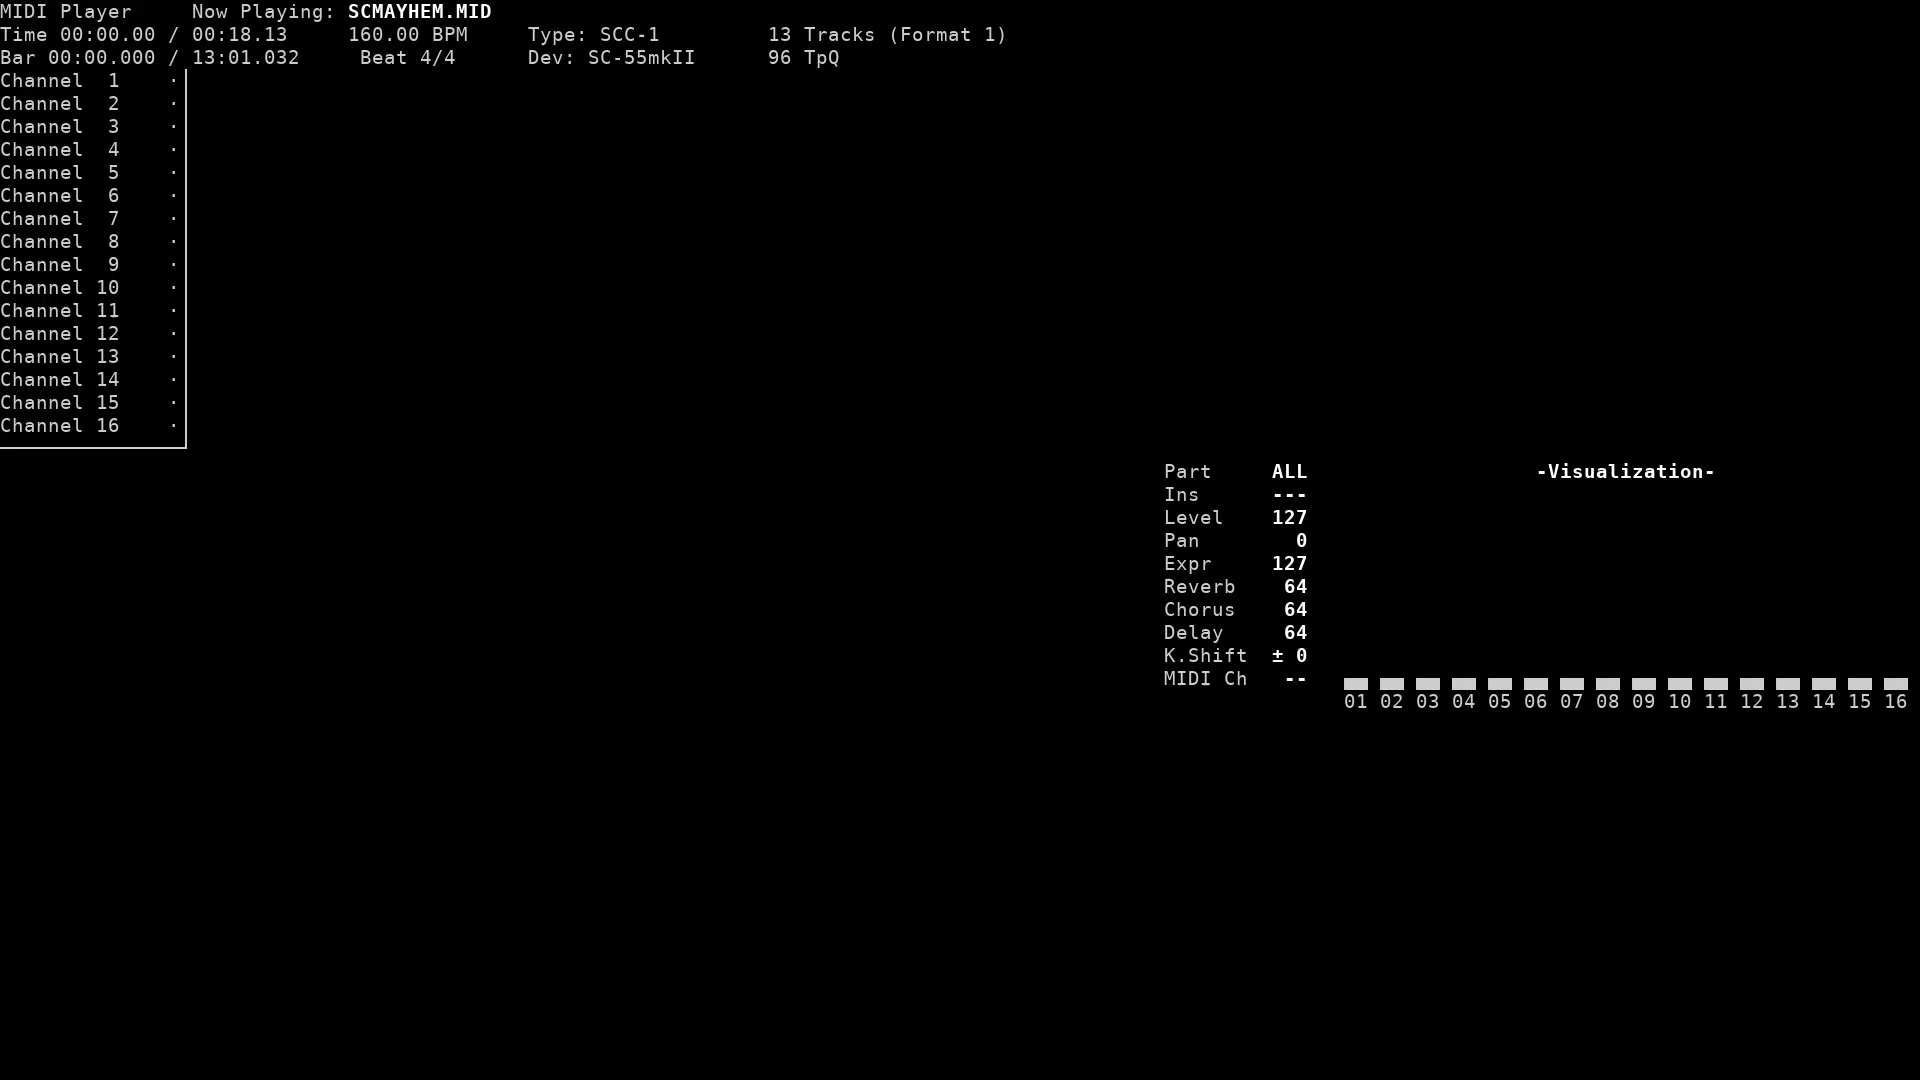 MIDI Player Now Playing: SCMAYHEM.MID
Time 00:00.00 / 00:18.13 160.00 BPM Type: SCC-1 13 Tracks (Format 1)
Bar 00:00.000 / 13:01.032 Beat 4/4 Dev: SC-55mkII 96 TpQ
Channel 1 ·
Channel 2 ·
Channel 3 ·
Channel 4 ·
Channel 5 ·
Channel 6 ·
Channel 7 ·
Channel 8 ·
Channel 9 ·
Channel 10 ·
Channel 11 ·
Channel 12 ·
Channel 13 ·
Channel 14 ·
Channel 15 ·
Channel 16 ·
Part ALL -Visualization-
Ins ---
Level 127
Pan 0
Expr 127
Reverb 64
Chorus 64
Delay 64
K.Shift ± 0
MIDI Ch --
01 02 03 04 05 06 07 08 09 10 11 12 13 14 15 16